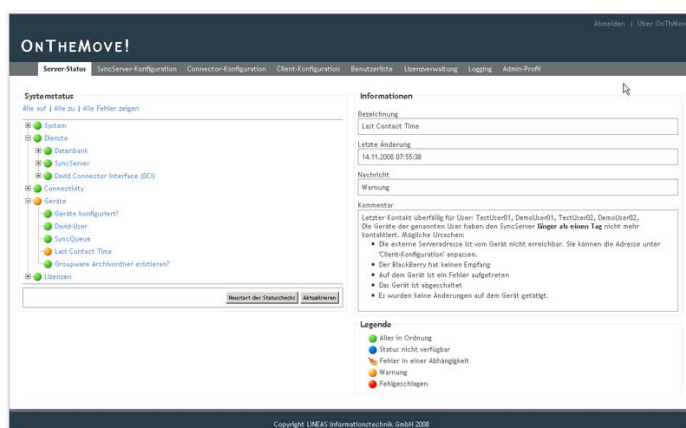 Abmelden | Über OnTheMove
ONTHEMOVE!
Server-Status SyncServer-Konfiguration Connector-Konfiguration Client-Konfiguration Benutzerliste Lizenzverwaltung Logging Admin-Profil
Systemstatus
Alle auf | Alle zu | Alle Fehler zeigen
System
Dienste
Datenbank
SyncServer
David Connector Interface (DCI)
Connectivity
Geräte
Geräte konfiguriert?
David-User
SyncQueue
Last Contact Time
Groupware Archivordner existieren?
Lizenzen
Neustart der Statuschecks Aktualisieren
Informationen
Bezeichnung
Last Contact Time
Letzte Änderung
14.11.2008 07:55:38
Nachricht
Warnung
Kommentar
Letzter Kontakt überfällig für User: TestUser01, DemoUser01, TestUser02, DemoUser02,
Die Geräte der genannten User haben den SyncServer länger als einen Tag nicht mehr
kontaktiert. Mögliche Ursachen:
Die externe Serveradresse ist vom Gerät nicht erreichbar. Sie können die Adresse unter
'Client-Konfiguration' anpassen.
Der BlackBerry hat keinen Empfang
Auf dem Gerät ist ein Fehler aufgetreten
Das Gerät ist abgeschaltet
Es wurden keine Änderungen auf dem Gerät getätigt.
Legende
Alles in Ordnung
Status nicht verfügbar
Fehler in einer Abhängigkeit
Warnung
Fehlgeschlagen
Copyright LINEAS Informationstechnik GmbH 2008